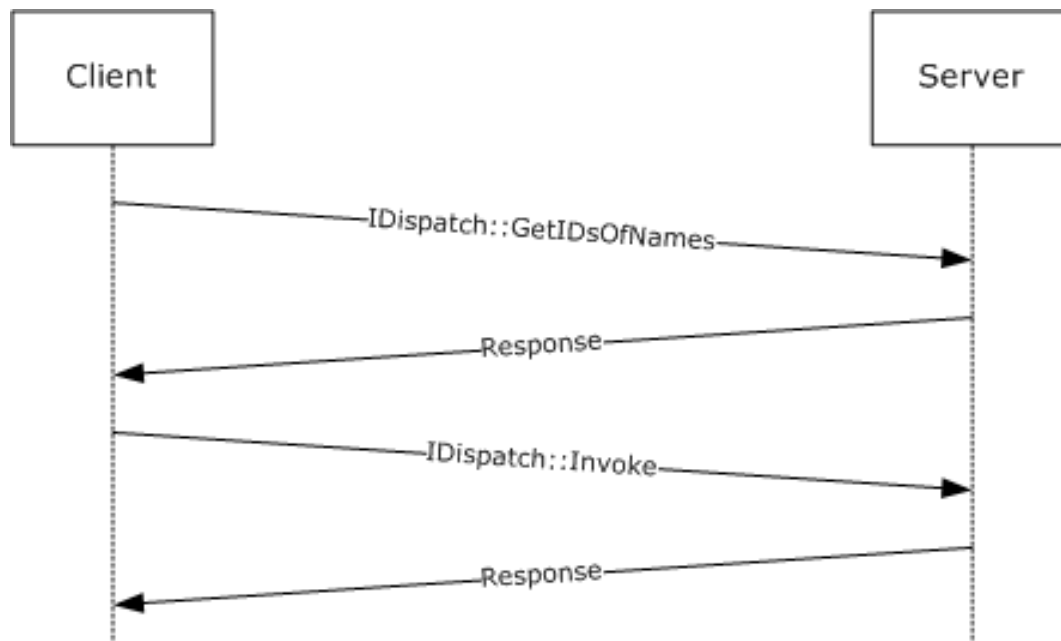 Client
Server
IDispatch::GetIDsOfNames
Response
IDispatch::Invoke
Response